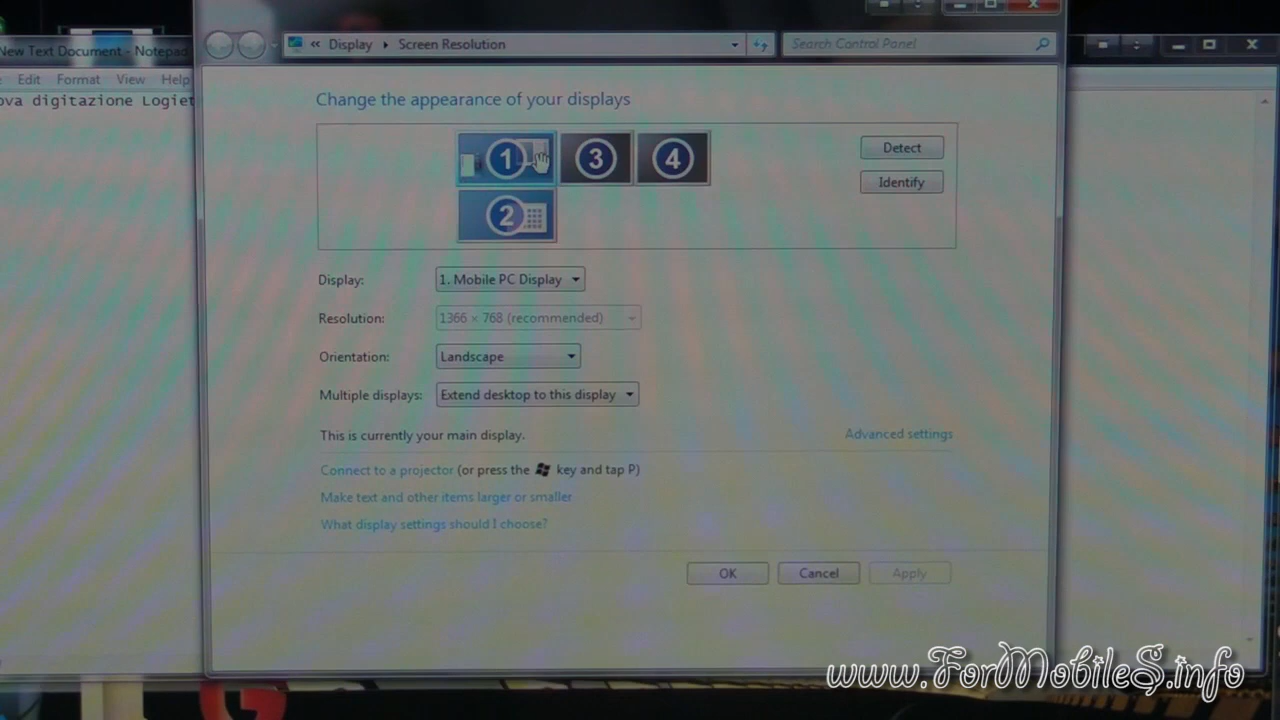 New Text Document - Notepad
« Display ▸ Screen Resolution
Search Control Panel
Edit Format View Help
ova digitazione Logiet
Change the appearance of your displays
1 3 4
2
Detect
Identify
Display: 1. Mobile PC Display
Resolution: 1366 × 768 (recommended)
Orientation: Landscape
Multiple displays: Extend desktop to this display
This is currently your main display.
Advanced settings
Connect to a projector (or press the key and tap P)
Make text and other items larger or smaller
What display settings should I choose?
OK Cancel Apply
www.ForMobileS.info